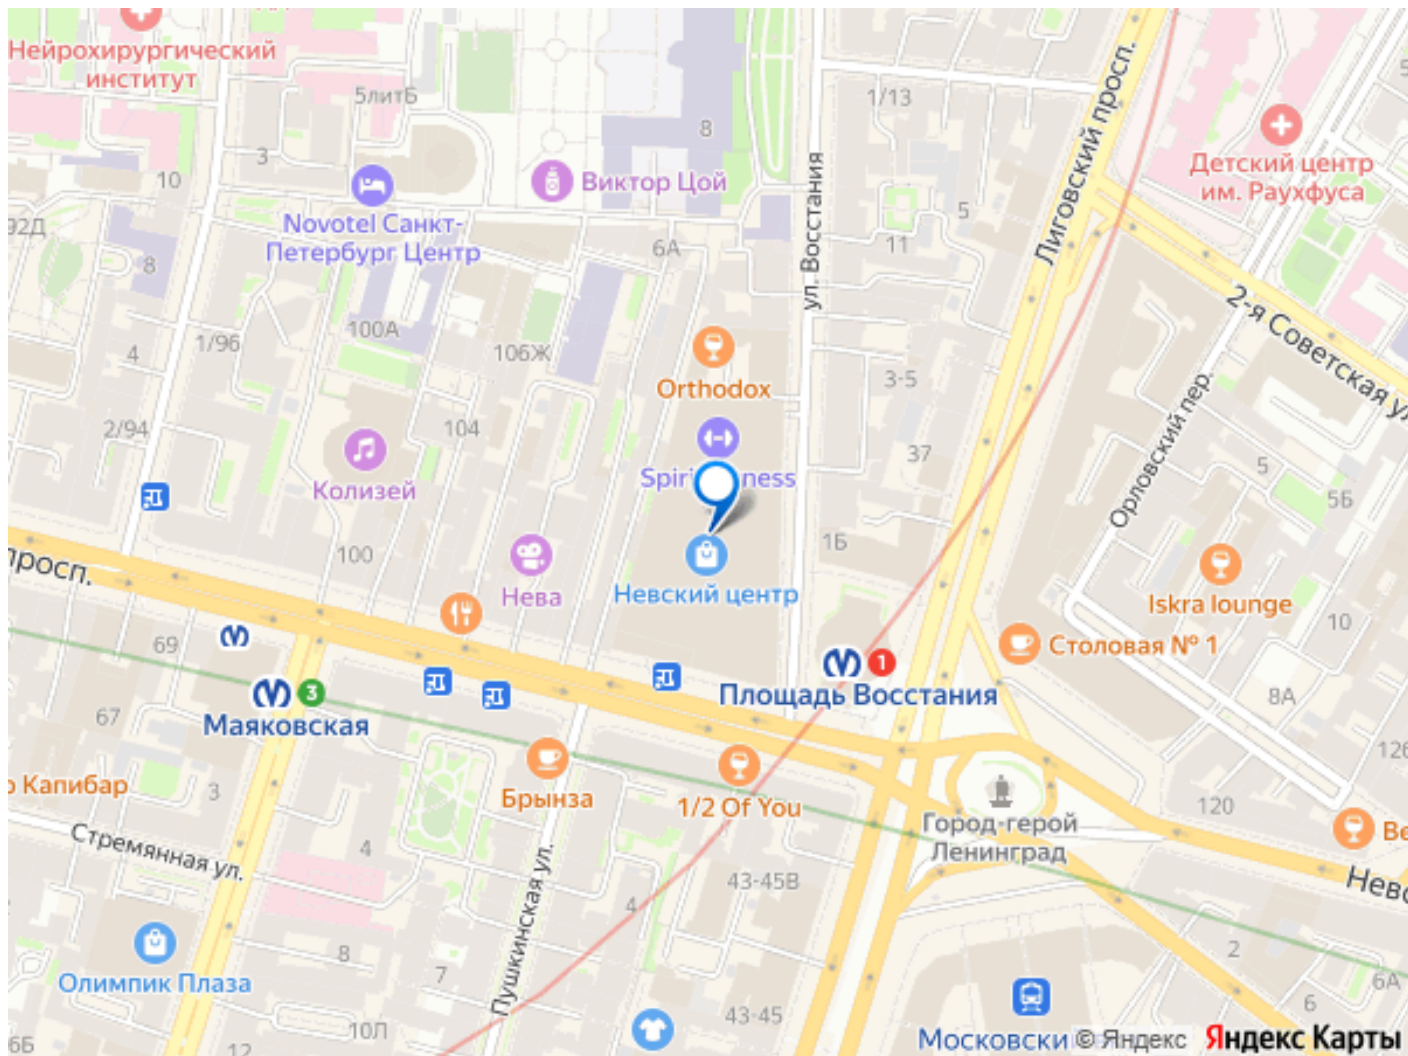 Нейрохирургический
институт
5литБ
1/13
Лиговский просп.
8
3
10
Виктор Цой
Детский центр
им. Раухфуса
Novotel Санкт-
Петербург Центр
92Д
8
6А
ул. Восстания
5
11
2-я Советская ул.
100А
1/96
4
106Ж
Orthodox
3-5
Орловский пер.
2/94
104
Колизей
37
5
5Б
100
просп.
Нева
Невский центр
1Б
Iskra lounge
10
69
3
Маяковская
67
1
Площадь Восстания
Столовая № 1
8А
120
3
Брынза
1/2 Of You
Город-герой
Ленинград
Стремянная ул.
4
43-45В
4
Пушкинская ул.
2
6А
Олимпик Плаза
8
7
43-45
10Л
12
6
6Б
© Яндекс
Яндекс Карты